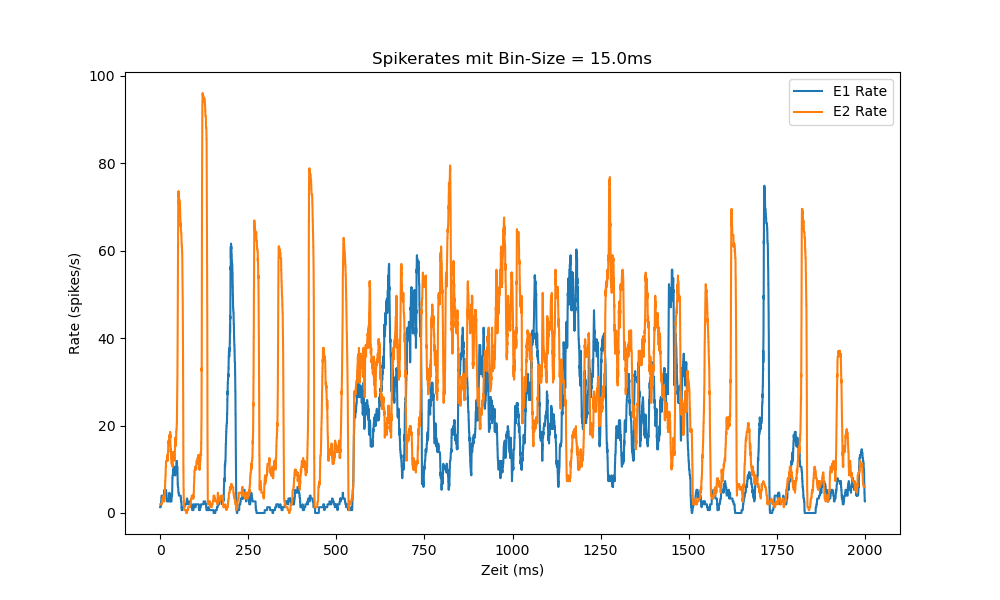 Spikerates mit Bin-Size = 15.0ms
E1 Rate
E2 Rate
Rate (spikes/s)
100
80
60
40
20
0
0 250 500 750 1000 1250 1500 1750 2000
Zeit (ms)